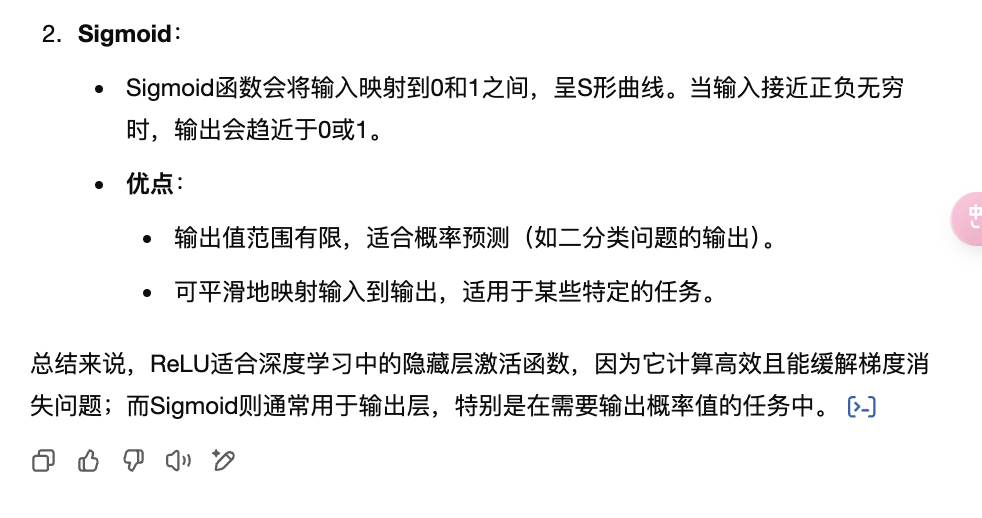 2. Sigmoid：
• Sigmoid函数会将输入映射到0和1之间，呈S形曲线。当输入接近正负无穷
时，输出会趋近于0或1。
• 优点：
• 输出值范围有限，适合概率预测（如二分类问题的输出）。
• 可平滑地映射输入到输出，适用于某些特定的任务。
总结来说，ReLU适合深度学习中的隐藏层激活函数，因为它计算高效且能缓解梯度消
失问题；而Sigmoid则通常用于输出层，特别是在需要输出概率值的任务中。 [>-]